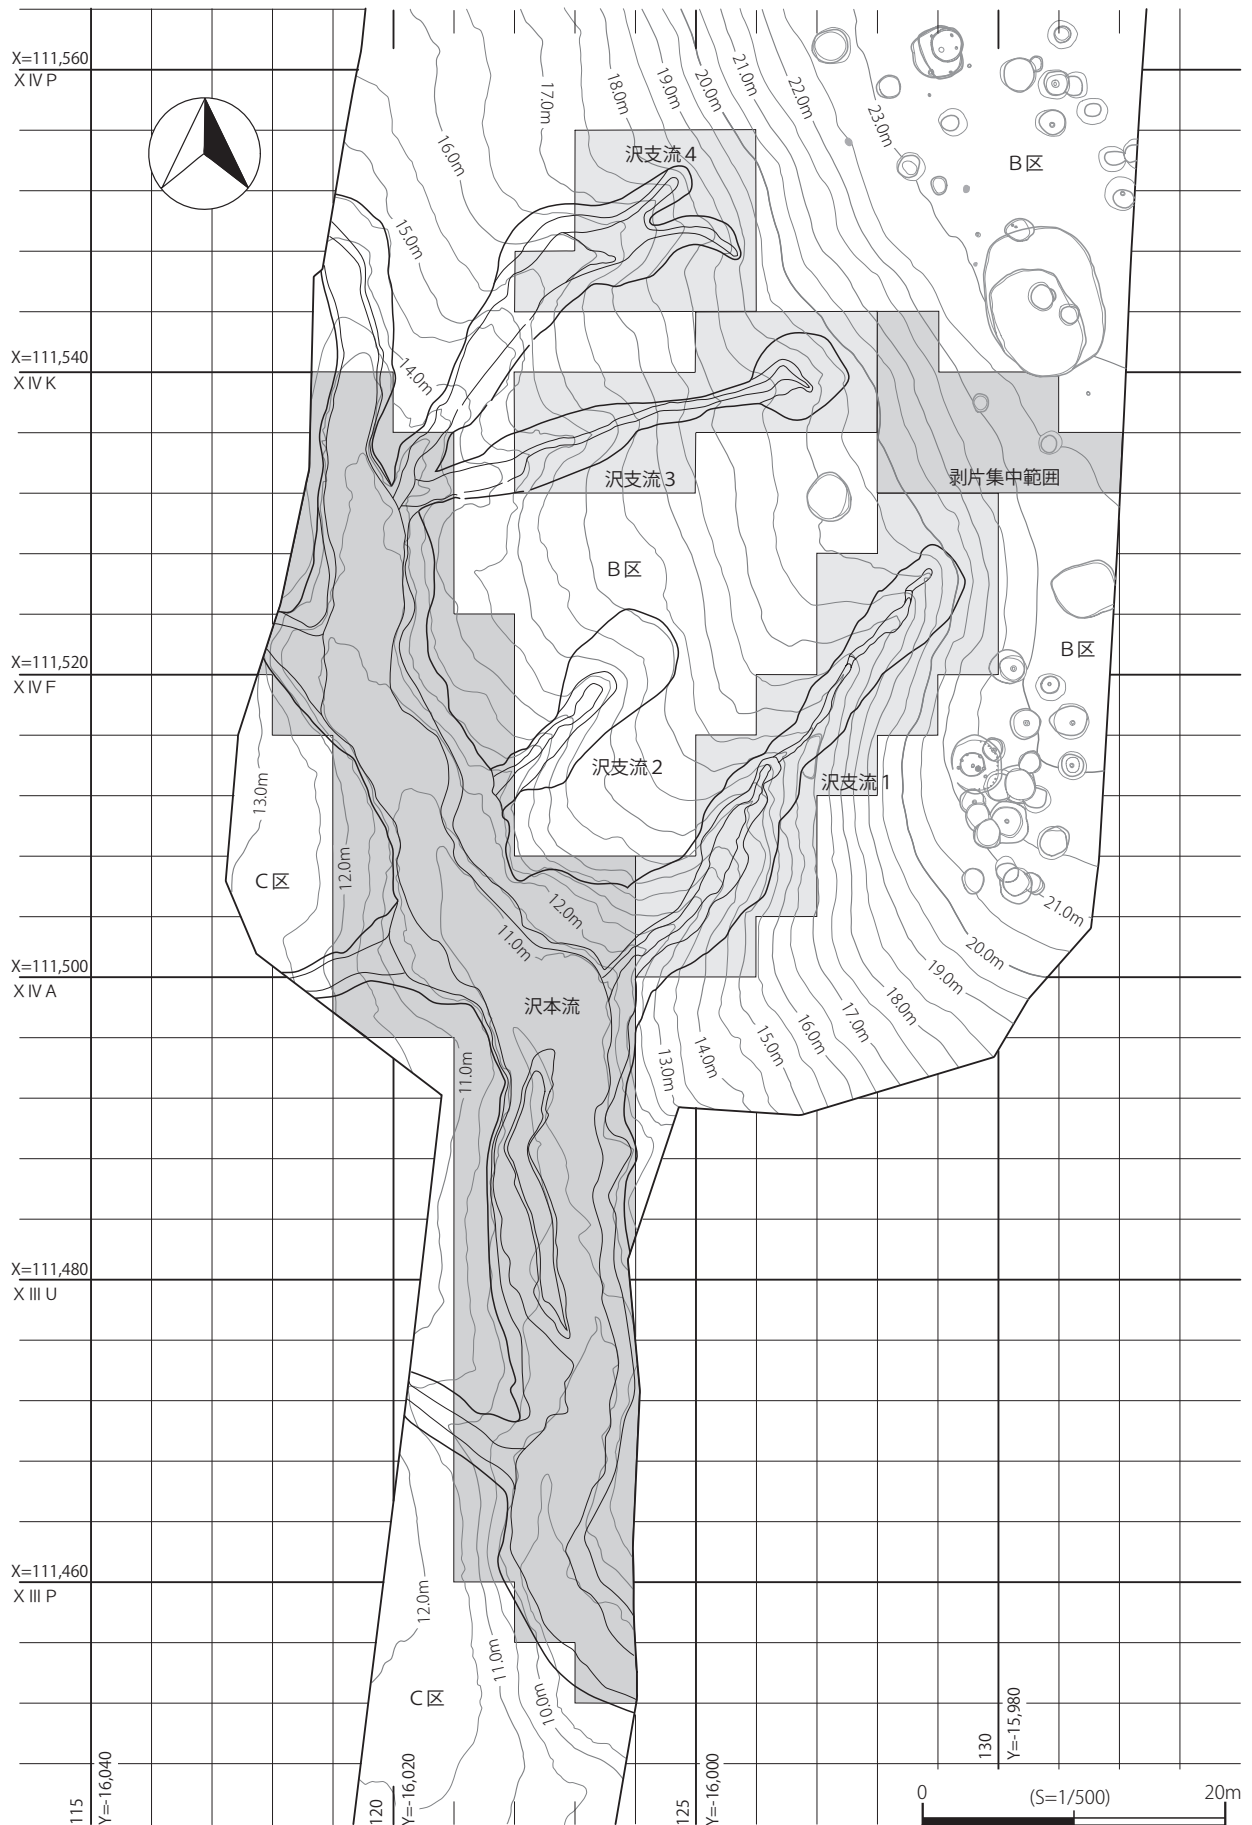 X=111,560
X IV P
17.0m
18.0m
19.0m
20.0m
21.0m
22.0m
23.0m
16.0m
沢支流4
B区
15.0m
14.0m
X=111,540
X IV K
沢支流3
剥片集中範囲
B区
B区
X=111,520
X IV F
沢支流2
沢支流1
13.0m
12.0m
C区
12.0m
11.0m
21.0m
20.0m
19.0m
18.0m
17.0m
16.0m
15.0m
14.0m
13.0m
X=111,500
X IV A
沢本流
11.0m
X=111,480
X III U
X=111,460
X III P
12.0m
11.0m
10.0m
C区
115
Y=-16,040
120
Y=-16,020
125
Y=-16,000
130
Y=-15,980
0 (S=1/500) 20m